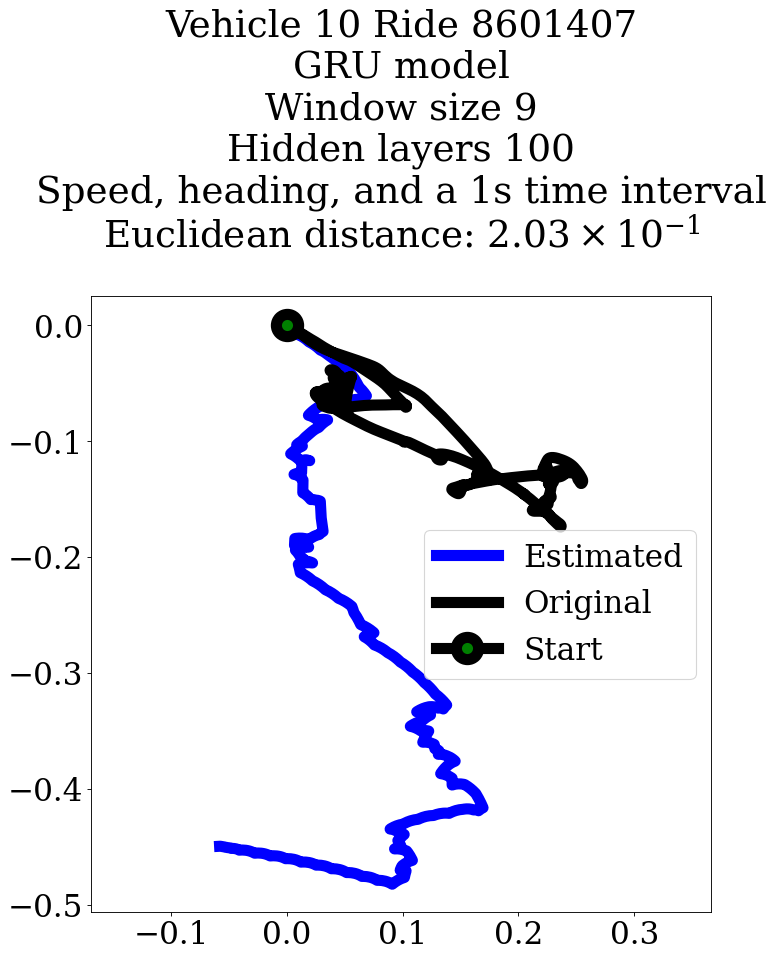 Vehicle 10 Ride 8601407
GRU model
Window size 9
Hidden layers 100
Speed, heading, and a 1s time interval
Euclidean distance: 2.03 × 10⁻¹
0.0
−0.1
−0.2
−0.3
−0.4
−0.5
Estimated
Original
Start
−0.1 0.0 0.1 0.2 0.3